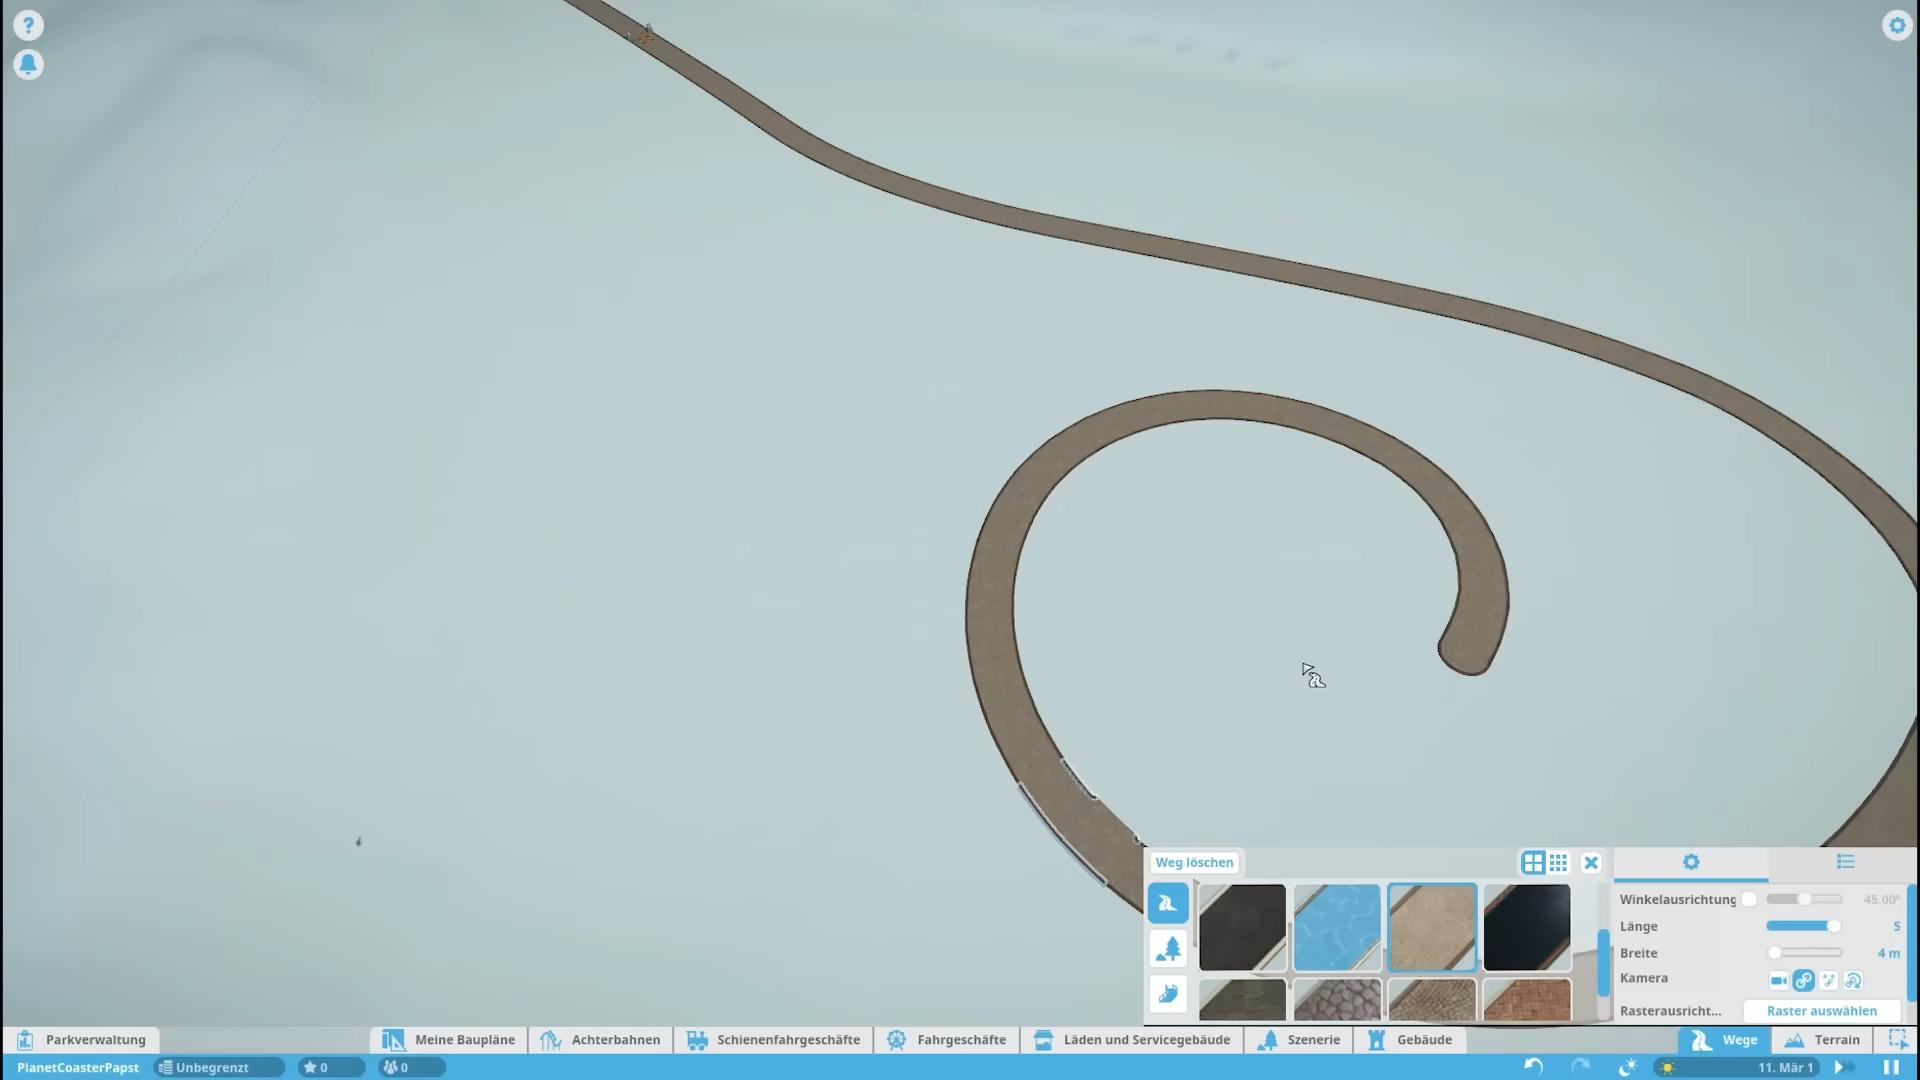 ?
Weg löschen
Winkelausrichtung 45.00°
Länge 5
Breite 4 m
Kamera
Rasterausricht... Raster auswählen
Parkverwaltung Meine Baupläne Achterbahnen Schienenfahrgeschäfte Fahrgeschäfte Läden und Servicegebäude Szenerie Gebäude Wege Terrain
PlanetCoasterPapst Unbegrenzt 0 0 11. Mär 1